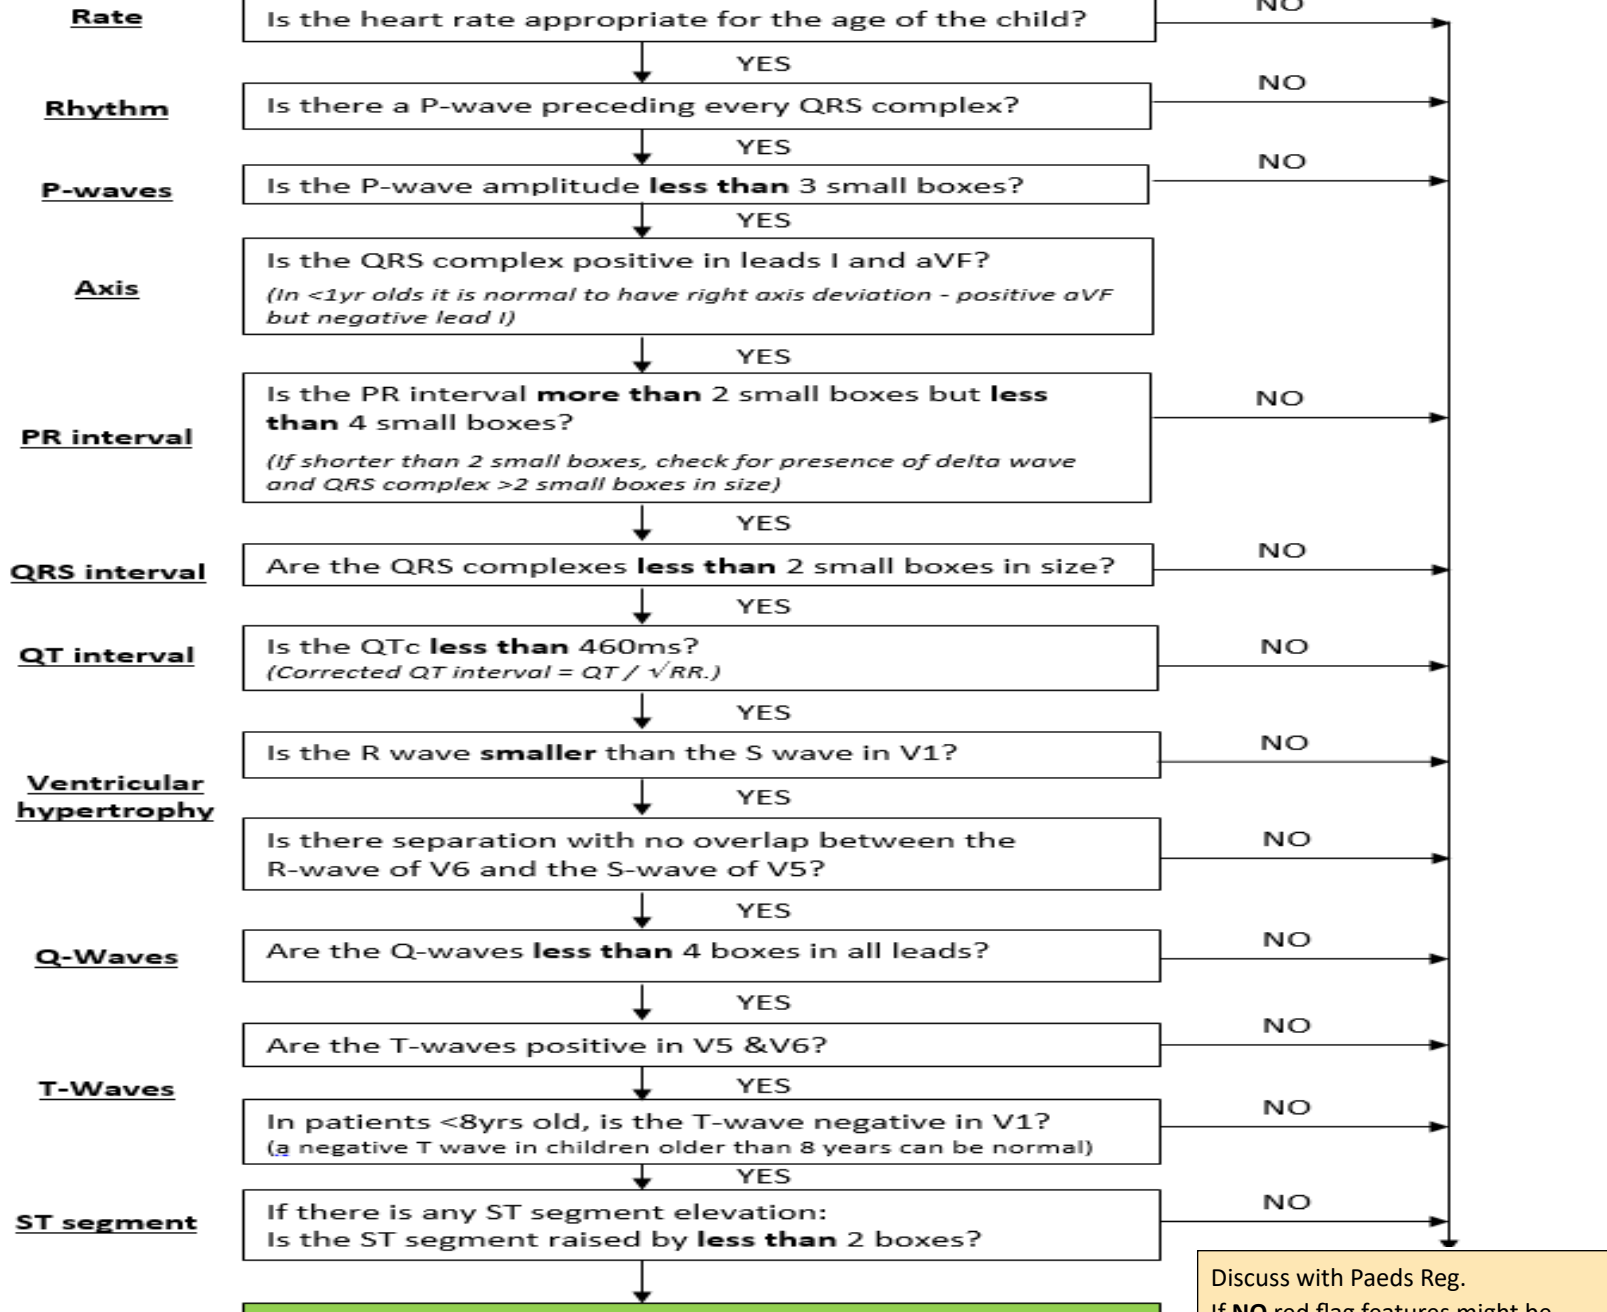 NO
Rate
Is the heart rate appropriate for the age of the child?
YES
NO
Rhythm
Is there a P-wave preceding every QRS complex?
YES
NO
P-waves
Is the P-wave amplitude less than 3 small boxes?
YES
Axis
Is the QRS complex positive in leads I and aVF?
(In <1yr olds it is normal to have right axis deviation - positive aVF
but negative lead I)
YES
NO
PR interval
Is the PR interval more than 2 small boxes but less
than 4 small boxes?
(If shorter than 2 small boxes, check for presence of delta wave
and QRS complex >2 small boxes in size)
YES
NO
QRS interval
Are the QRS complexes less than 2 small boxes in size?
YES
NO
QT interval
Is the QTc less than 460ms?
(Corrected QT interval = QT / √RR.)
YES
NO
Ventricular
hypertrophy
Is the R wave smaller than the S wave in V1?
YES
NO
Is there separation with no overlap between the
R-wave of V6 and the S-wave of V5?
YES
NO
Q-Waves
Are the Q-waves less than 4 boxes in all leads?
YES
NO
T-Waves
Are the T-waves positive in V5 &V6?
YES
NO
In patients <8yrs old, is the T-wave negative in V1?
(a negative T wave in children older than 8 years can be normal)
YES
NO
ST segment
If there is any ST segment elevation:
Is the ST segment raised by less than 2 boxes?
Discuss with Paeds Reg.
If NO red flag features might be